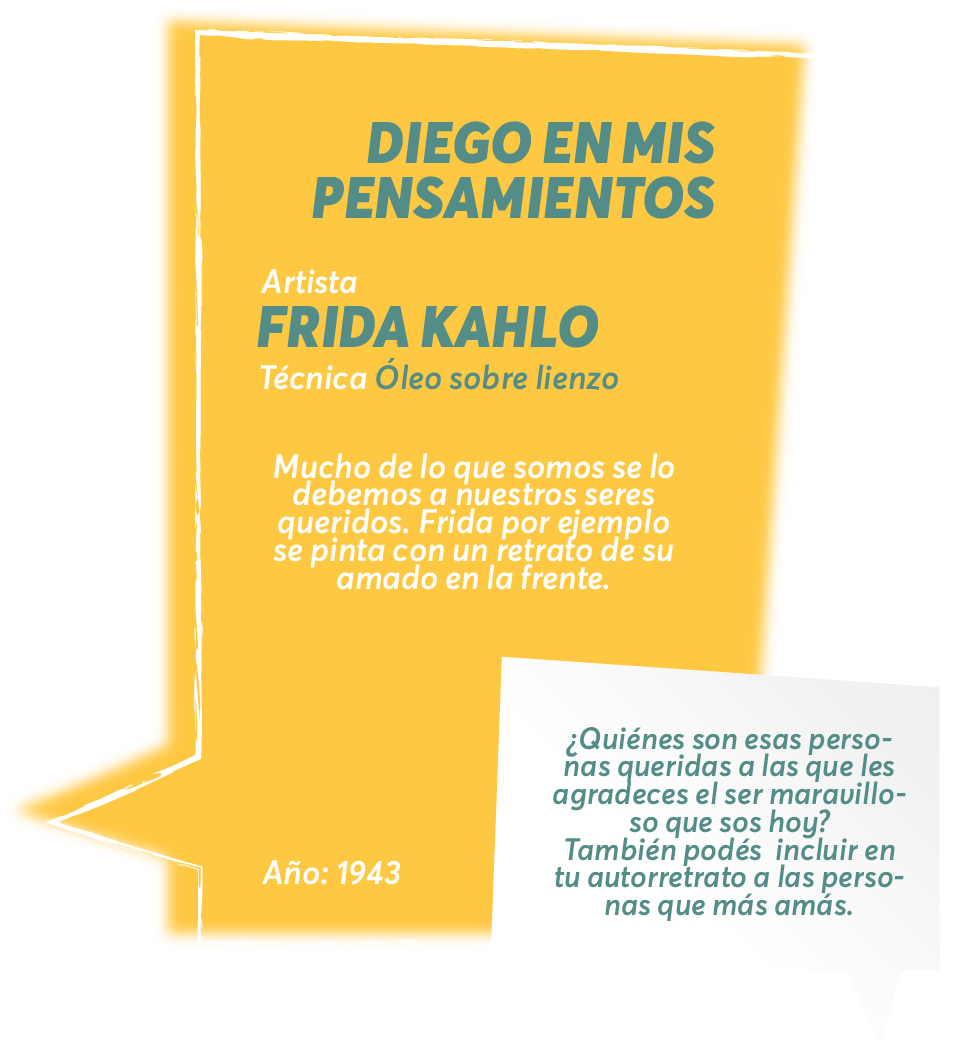 DIEGO EN MIS
PENSAMIENTOS
Artista
FRIDA KAHLO
Técnica Óleo sobre lienzo
Mucho de lo que somos se lo
debemos a nuestros seres
queridos. Frida por ejemplo
se pinta con un retrato de su
amado en la frente.
Año: 1943
¿Quiénes son esas perso-
nas queridas a las que les
agradeces el ser maravillo-
so que sos hoy?
También podés  incluir en
tu autorretrato a las perso-
nas que más amás.